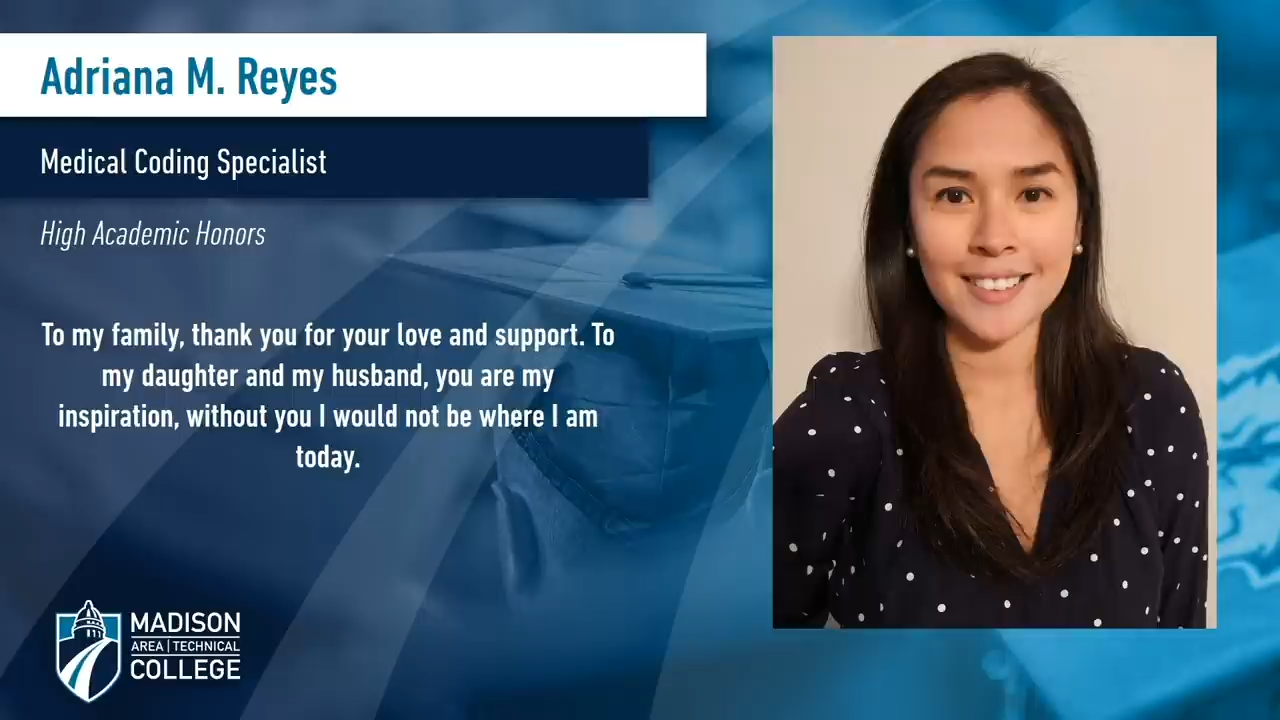 Adriana M. Reyes
Medical Coding Specialist
High Academic Honors
To my family, thank you for your love and support. To
my daughter and my husband, you are my
inspiration, without you I would not be where I am
today.
MADISON
AREA | TECHNICAL
COLLEGE